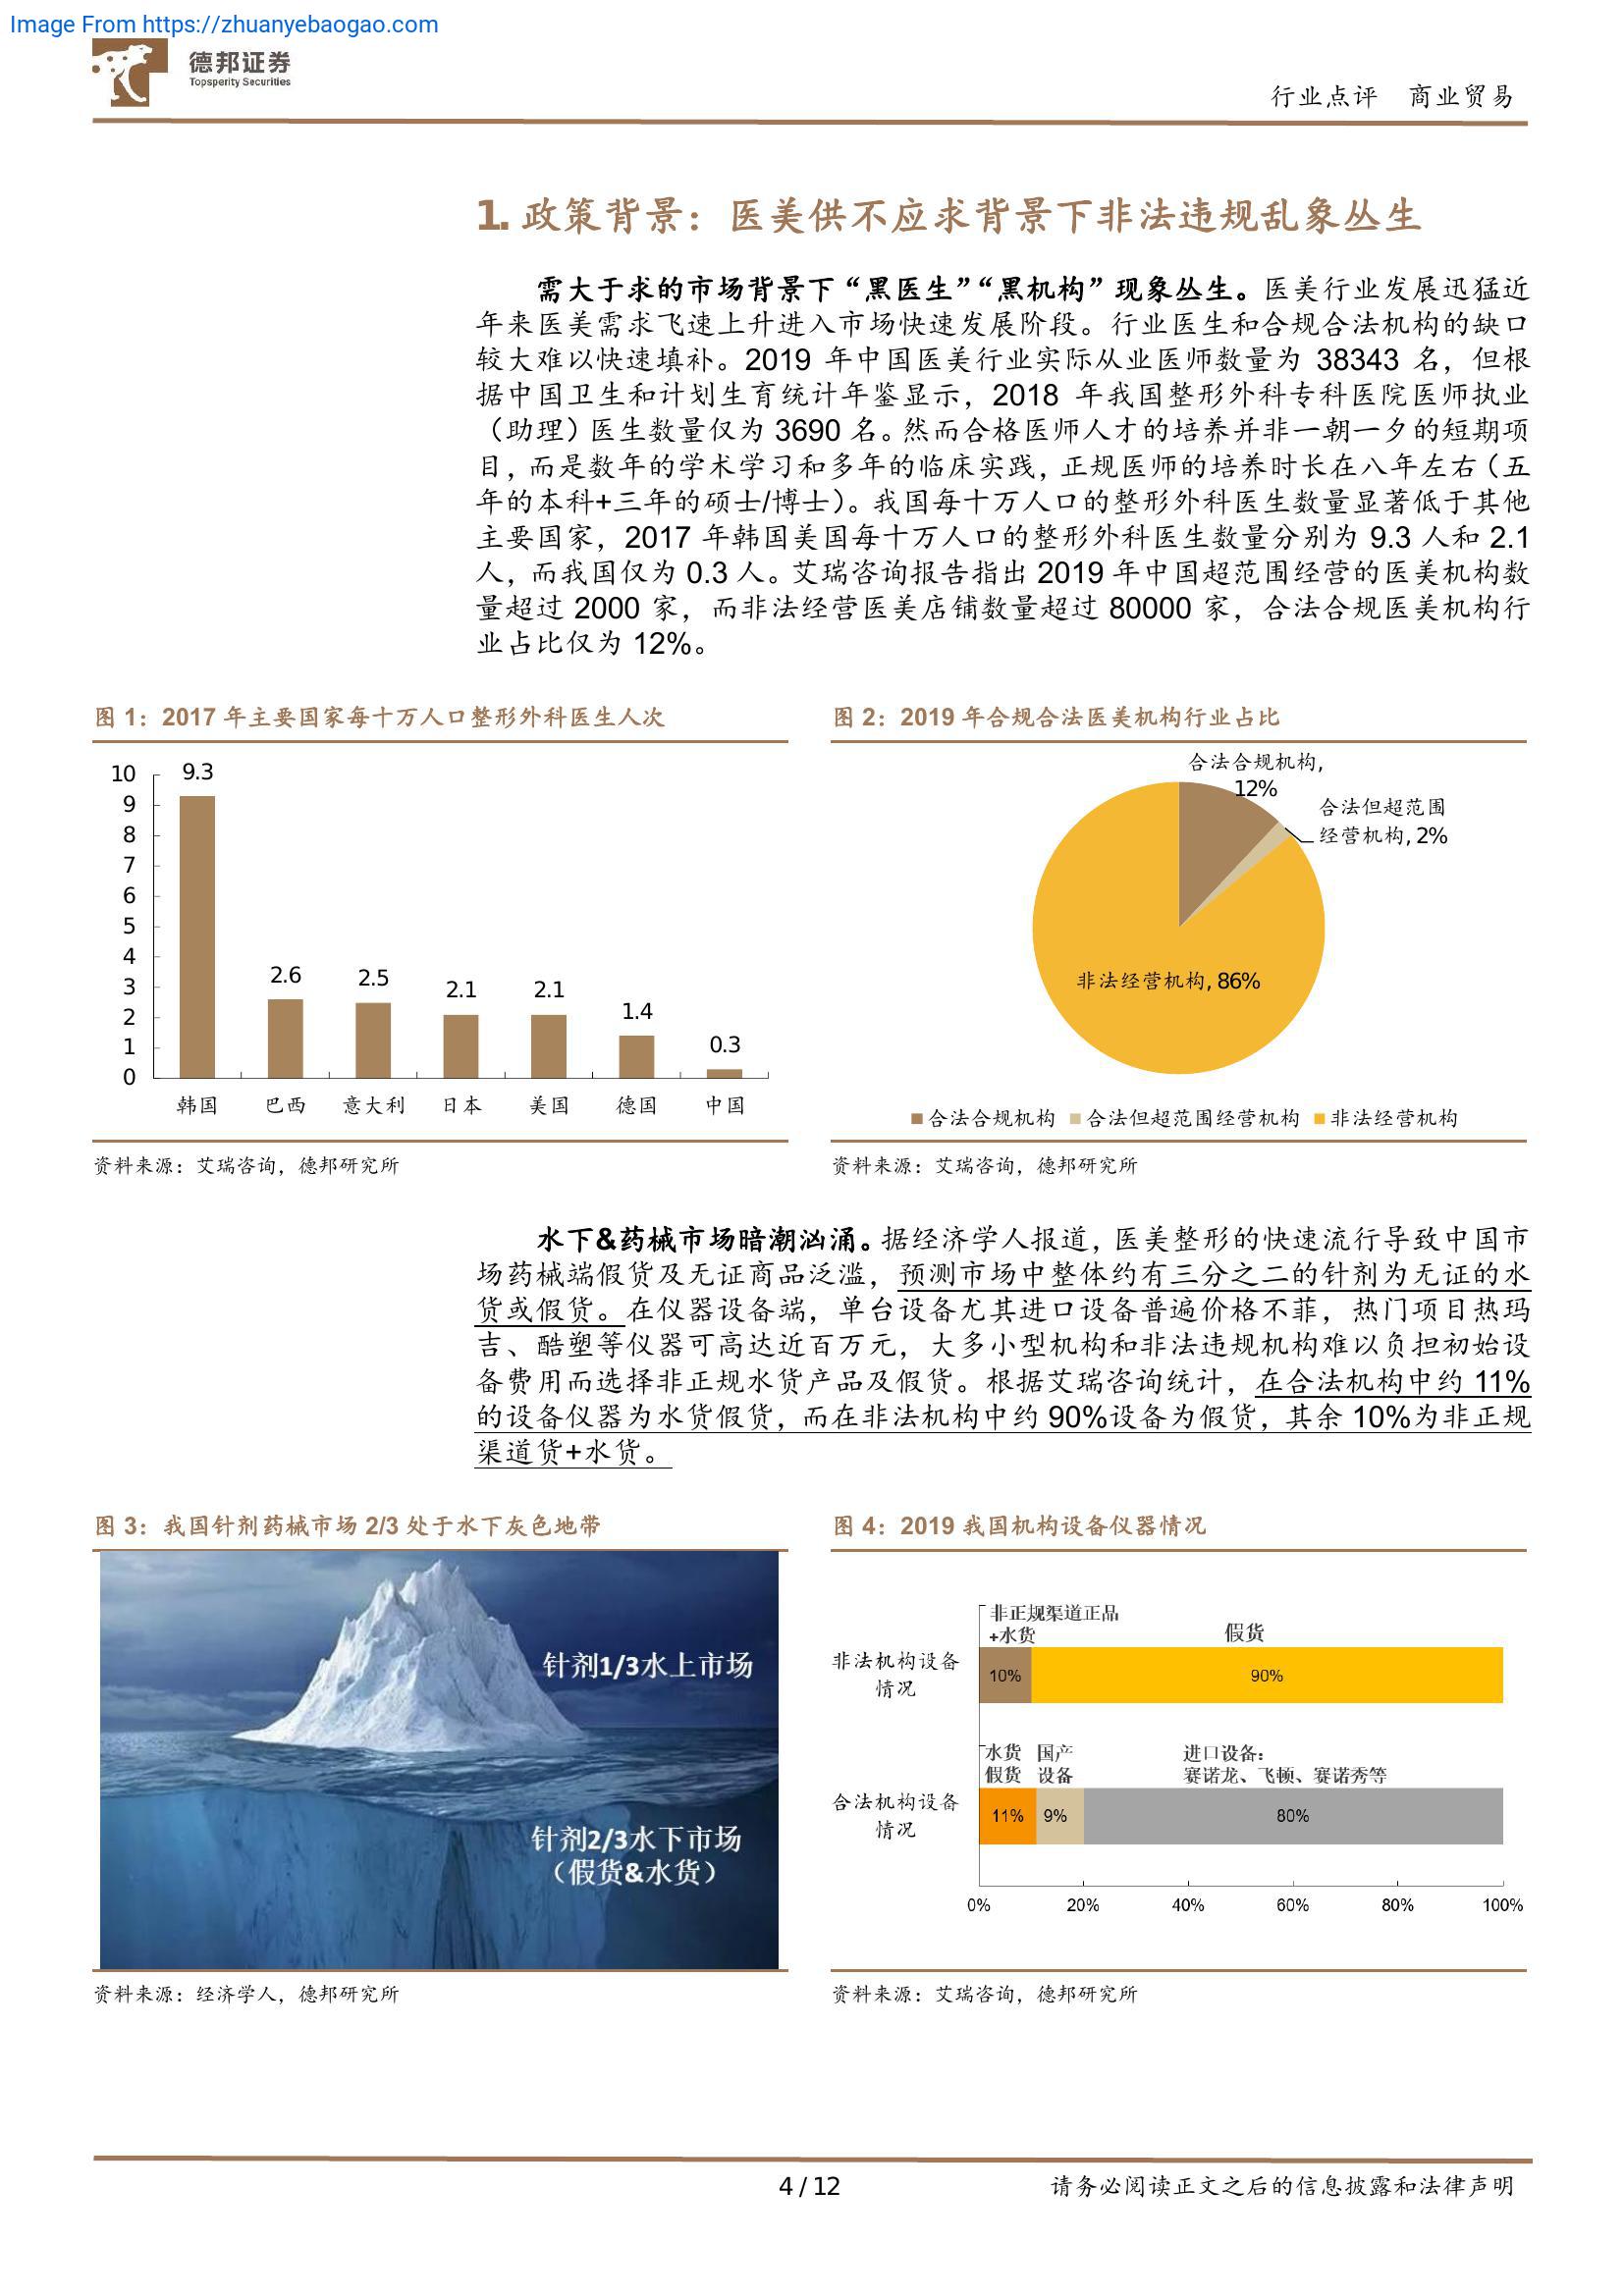 Image From https://zhuanyebaogao.com
德邦证券
Topsperity Securities
行业点评 商业贸易
1. 政策背景：医美供不应求背景下非法违规乱象丛生
需大于求的市场背景下“黑医生”“黑机构”现象丛生。医美行业发展迅猛近
年来医美需求飞速上升进入市场快速发展阶段。行业医生和合规合法机构的缺口
较大难以快速填补。2019 年中国医美行业实际从业医师数量为 38343 名，但根
据中国卫生和计划生育统计年鉴显示，2018 年我国整形外科专科医院医师执业
（助理）医生数量仅为 3690 名。然而合格医师人才的培养并非一朝一夕的短期项
目，而是数年的学术学习和多年的临床实践，正规医师的培养时长在八年左右（五
年的本科+三年的硕士/博士）。我国每十万人口的整形外科医生数量显著低于其他
主要国家，2017 年韩国美国每十万人口的整形外科医生数量分别为 9.3 人和 2.1
人，而我国仅为 0.3 人。艾瑞咨询报告指出 2019 年中国超范围经营的医美机构数
量超过 2000 家，而非法经营医美店铺数量超过 80000 家，合法合规医美机构行
业占比仅为 12%。
图 1：2017 年主要国家每十万人口整形外科医生人次
10
9
8
7
6
5
4
3
2
1
0
9.3
2.6
2.5
2.1
2.1
1.4
0.3
韩国 巴西 意大利 日本 美国 德国 中国
资料来源：艾瑞咨询，德邦研究所
图 2：2019 年合规合法医美机构行业占比
合法合规机构,
12%
合法但超范围
经营机构, 2%
非法经营机构, 86%
合法合规机构 合法但超范围经营机构 非法经营机构
资料来源：艾瑞咨询，德邦研究所
水下&药械市场暗潮汹涌。据经济学人报道，医美整形的快速流行导致中国市
场药械端假货及无证商品泛滥，预测市场中整体约有三分之二的针剂为无证的水
货或假货。在仪器设备端，单台设备尤其进口设备普遍价格不菲，热门项目热玛
吉、酷塑等仪器可高达近百万元，大多小型机构和非法违规机构难以负担初始设
备费用而选择非正规水货产品及假货。根据艾瑞咨询统计，在合法机构中约 11%
的设备仪器为水货假货，而在非法机构中约 90%设备为假货，其余 10%为非正规
渠道货+水货。
图 3：我国针剂药械市场 2/3 处于水下灰色地带
针剂1/3水上市场
针剂2/3水下市场
（假货&水货）
资料来源：经济学人，德邦研究所
图 4：2019 我国机构设备仪器情况
非正规渠道正品
+水货
假货
非法机构设备
情况
10%
90%
水货
假货
国产
设备
进口设备：
赛诺龙、飞顿、赛诺秀等
合法机构设备
情况
11%
9%
80%
0% 20% 40% 60% 80% 100%
资料来源：艾瑞咨询，德邦研究所
4 / 12
请务必阅读正文之后的信息披露和法律声明